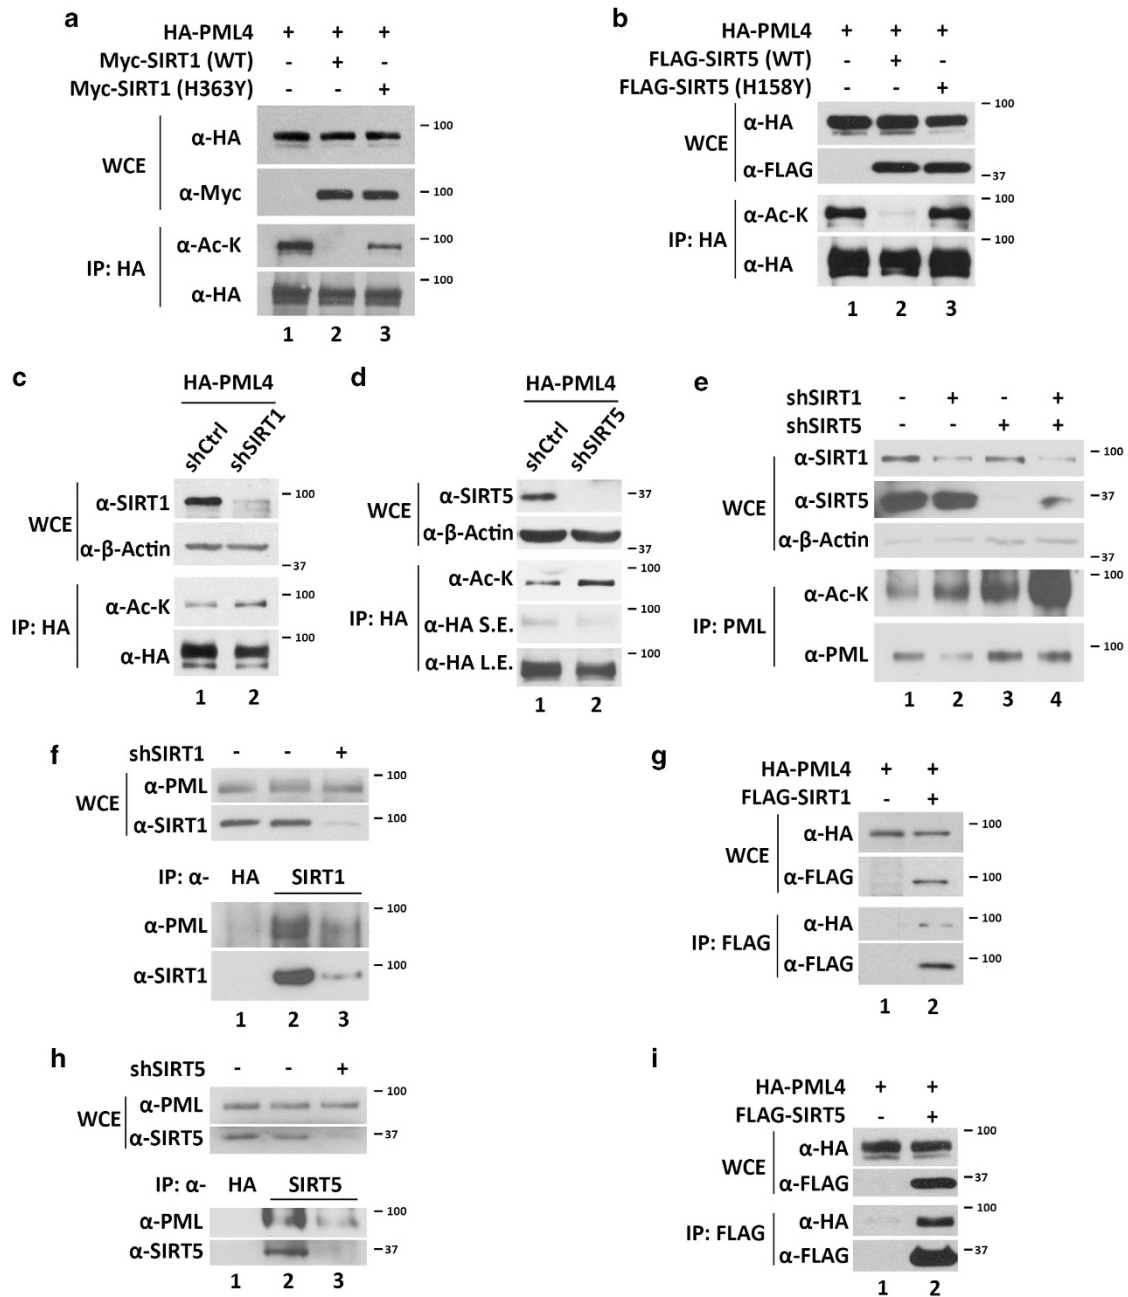 a
HA-PML4 + + +
Myc-SIRT1 (WT) - + -
Myc-SIRT1 (H363Y) - - +
WCE
α-HA
100
α-Myc
100
IP: HA
α-Ac-K
100
α-HA
100
1 2 3
b
HA-PML4 + + +
FLAG-SIRT5 (WT) - + -
FLAG-SIRT5 (H158Y) - - +
WCE
α-HA
100
α-FLAG
37
IP: HA
α-Ac-K
100
α-HA
100
1 2 3
c
HA-PML4
shCtrl shSIRT1
WCE
α-SIRT1
100
α-β-Actin
37
IP: HA
α-Ac-K
100
α-HA
100
1 2
d
HA-PML4
shCtrl shSIRT5
WCE
α-SIRT5
37
α-β-Actin
37
IP: HA
α-Ac-K
100
α-HA S.E.
100
α-HA L.E.
100
1 2
e
shSIRT1 - + - +
shSIRT5 - - + +
WCE
α-SIRT1
100
α-SIRT5
37
α-β-Actin
37
IP: PML
α-Ac-K
100
α-PML
100
1 2 3 4
f
shSIRT1 - - +
WCE
α-PML
100
α-SIRT1
100
IP: α- HA SIRT1
α-PML
100
α-SIRT1
100
1 2 3
g
HA-PML4 + +
FLAG-SIRT1 - +
WCE
α-HA
100
α-FLAG
100
IP: FLAG
α-HA
100
α-FLAG
100
1 2
h
shSIRT5 - - +
WCE
α-PML
100
α-SIRT5
37
IP: α- HA SIRT5
α-PML
100
α-SIRT5
37
1 2 3
i
HA-PML4 + +
FLAG-SIRT5 - +
WCE
α-HA
100
α-FLAG
37
IP: FLAG
α-HA
100
α-FLAG
37
1 2